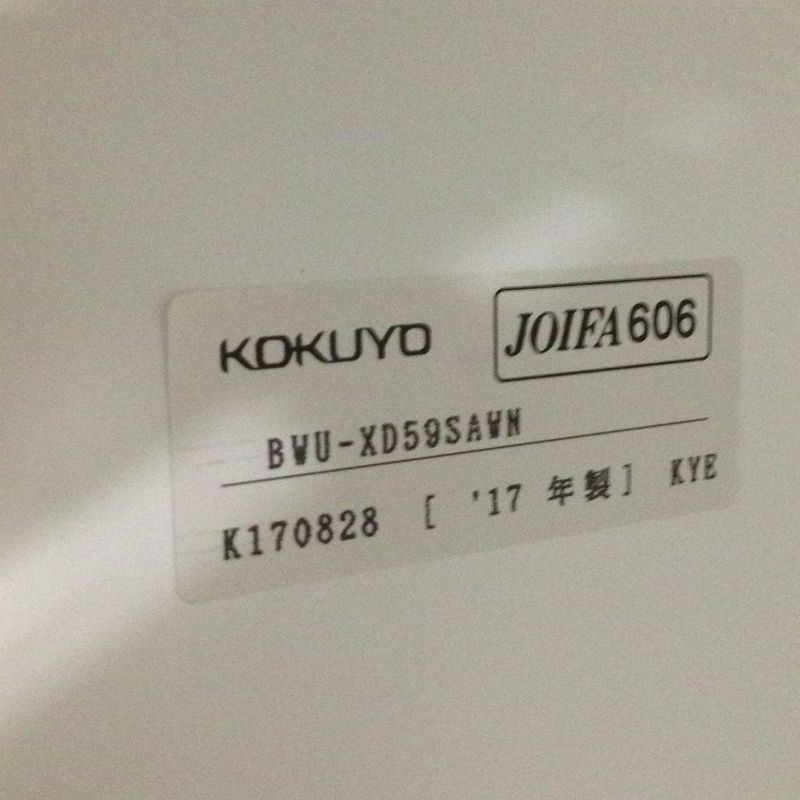 KOKUYO JOIFA606
BWU-XD59SAWN
K170828 [ '17 年製] KYE